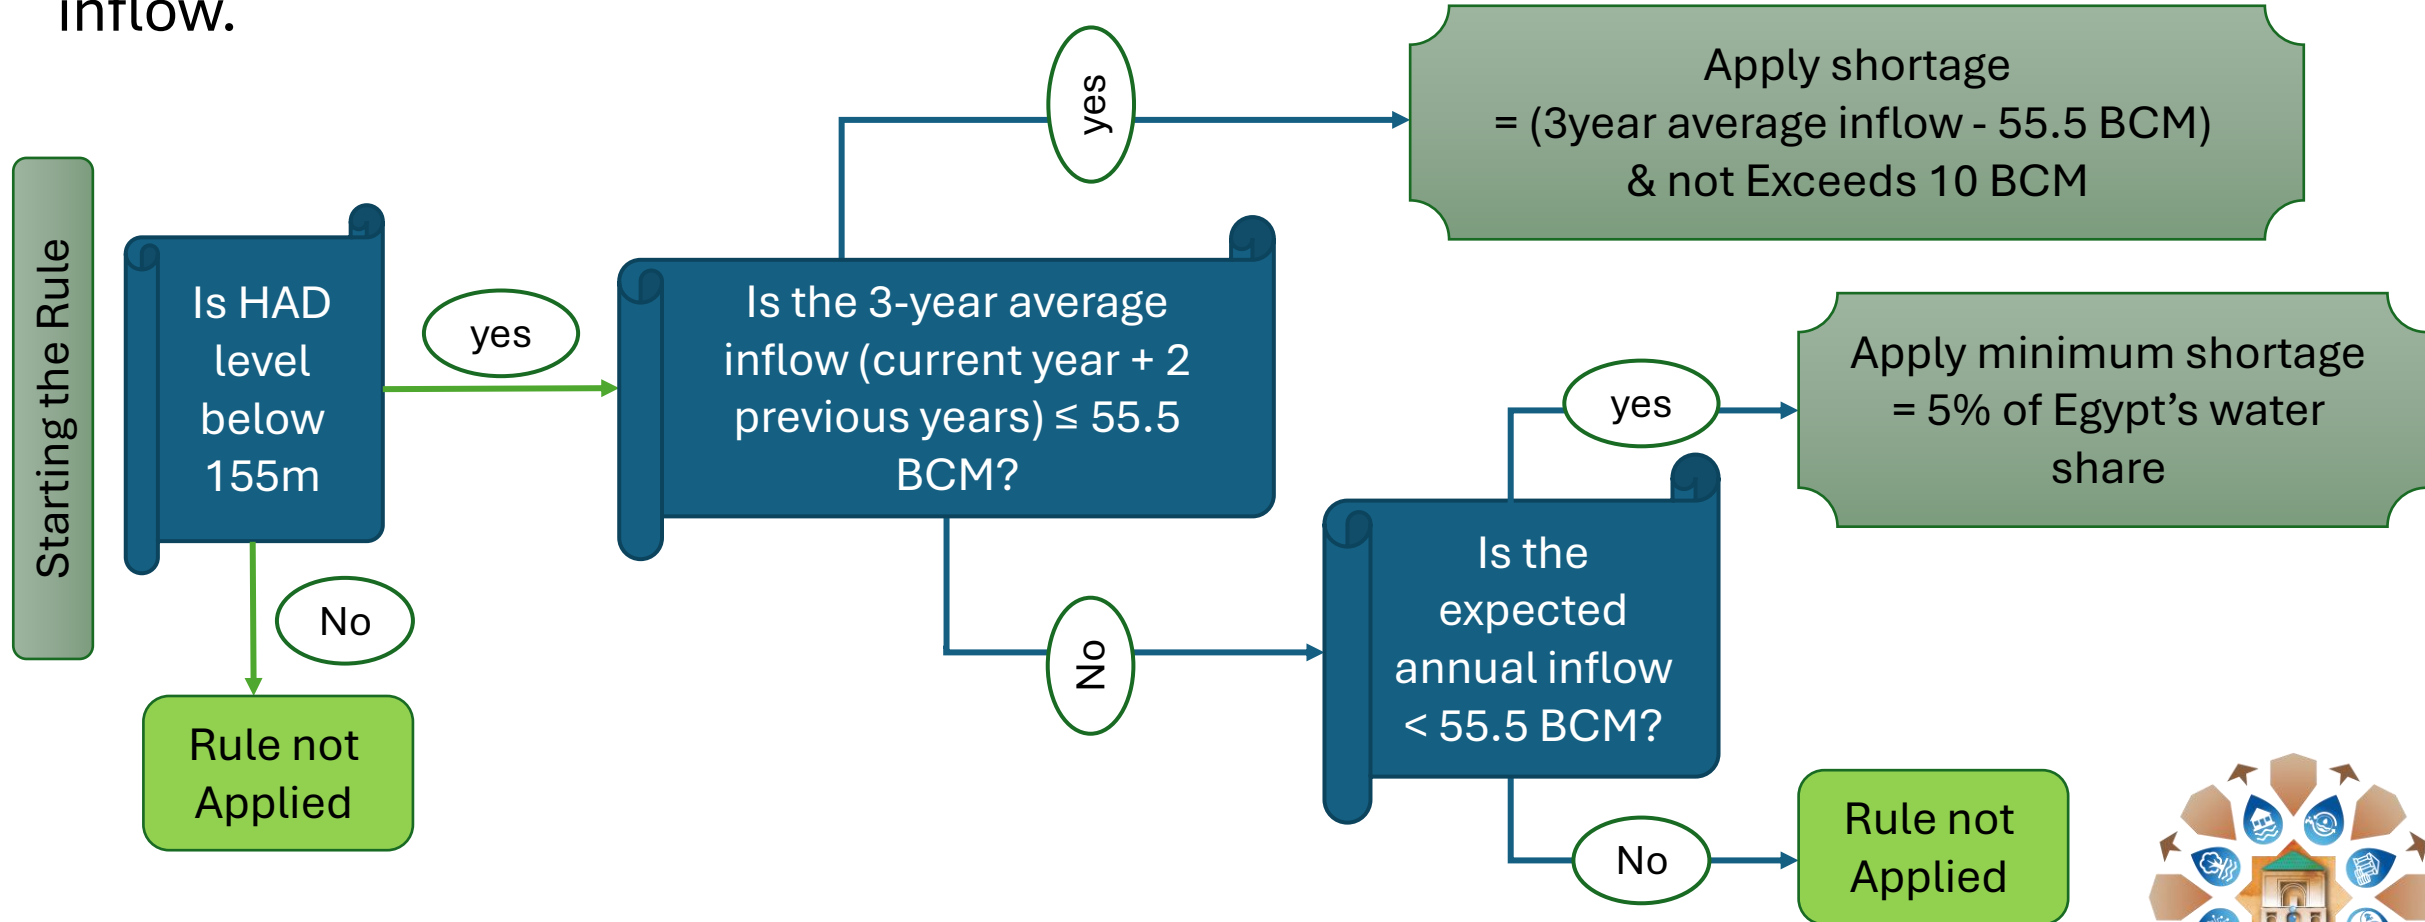 inflow.
Starting the Rule
Is HAD
level
below
155m
yes
No
Rule not
Applied
Is the 3-year average
inflow (current year + 2
previous years) ≤ 55.5
BCM?
yes
Apply shortage
= (3year average inflow - 55.5 BCM)
& not Exceeds 10 BCM
No
Is the
expected
annual inflow
< 55.5 BCM?
yes
Apply minimum shortage
= 5% of Egypt’s water
share
No
Rule not
Applied